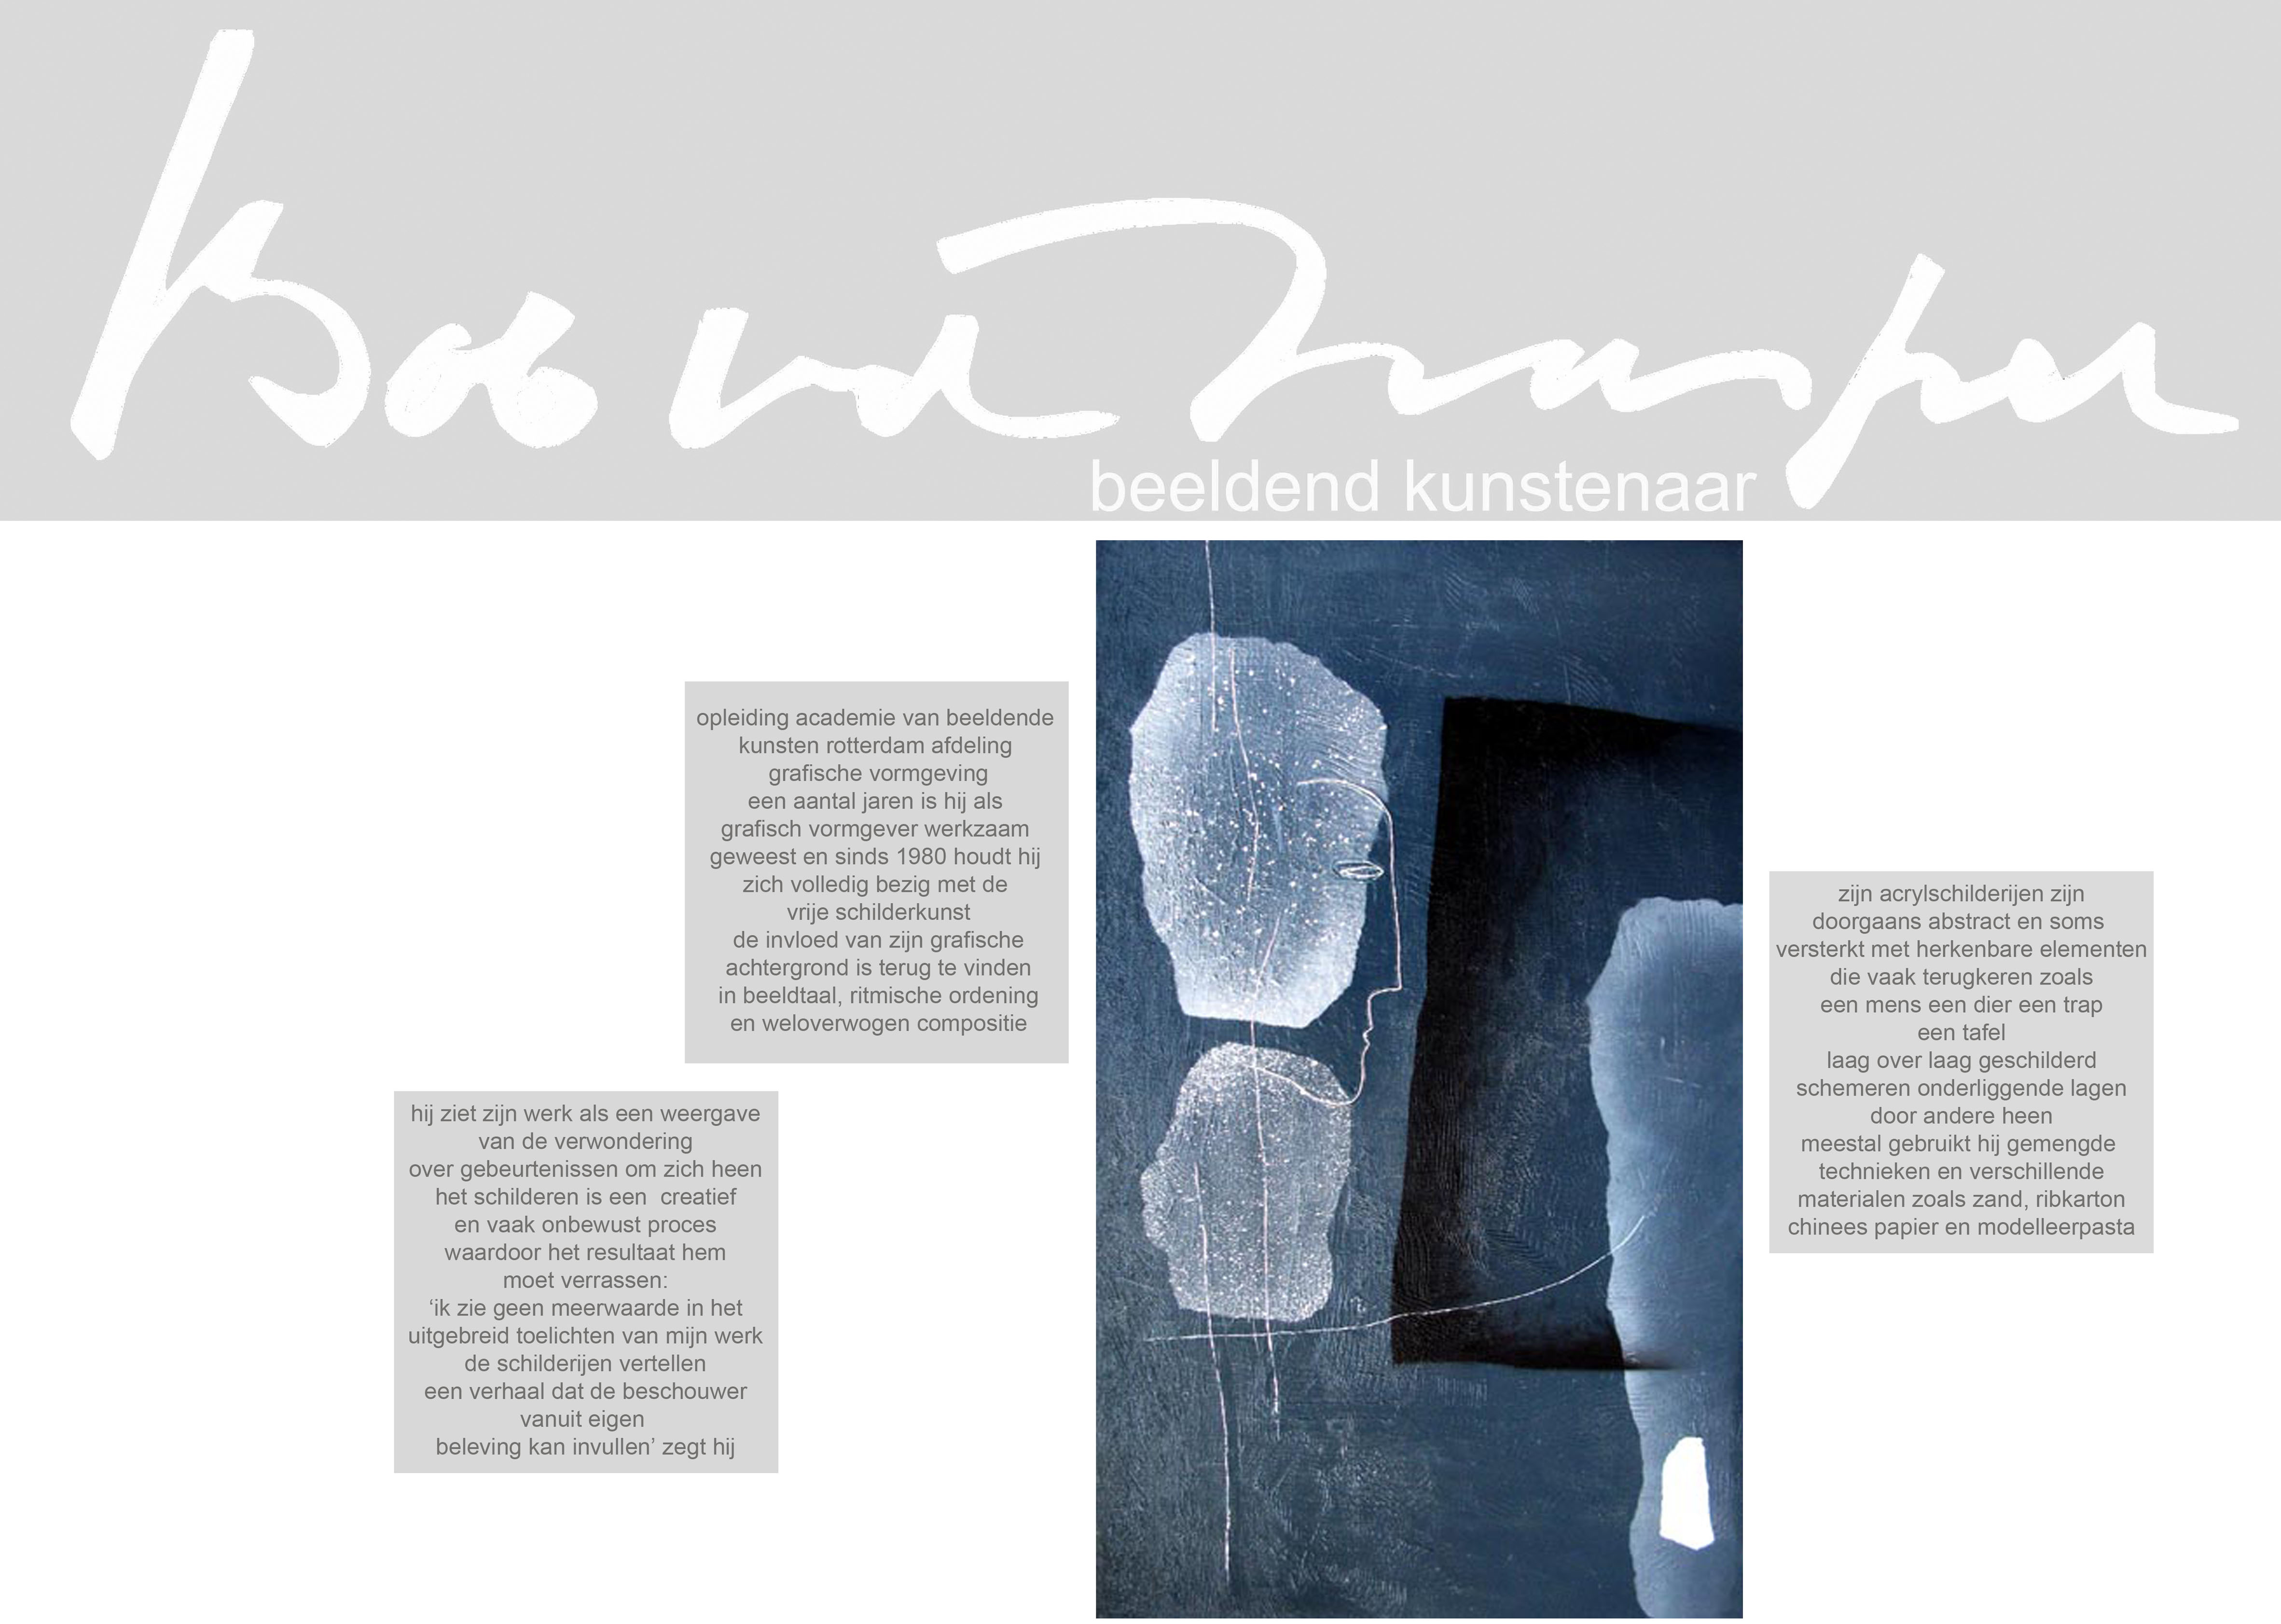 Bob
beeldend kunstenaar
opleiding academie van beeldende
kunsten rotterdam afdeling
grafische vormgeving
een aantal jaren is hij als
grafisch vormgever werkzaam
geweest en sinds 1980 houdt hij
zich volledig bezig met de
vrije schilderkunst
de invloed van zijn grafische
achtergrond is terug te vinden
in beeldtaal, ritmische ordening
en weloverwogen compositie
hij ziet zijn werk als een weergave
van de verwondering
over gebeurtenissen om zich heen
het schilderen is een  creatief
en vaak onbewust proces
waardoor het resultaat hem
moet verrassen:
‘ik zie geen meerwaarde in het
uitgebreid toelichten van mijn werk
de schilderijen vertellen
een verhaal dat de beschouwer
vanuit eigen
beleving kan invullen’ zegt hij
zijn acrylschilderijen zijn
doorgaans abstract en soms
versterkt met herkenbare elementen
die vaak terugkeren zoals
een mens een dier een trap
een tafel
laag over laag geschilderd
schemeren onderliggende lagen
door andere heen
meestal gebruikt hij gemengde
technieken en verschillende
materialen zoals zand, ribkarton
chinees papier en modelleerpasta